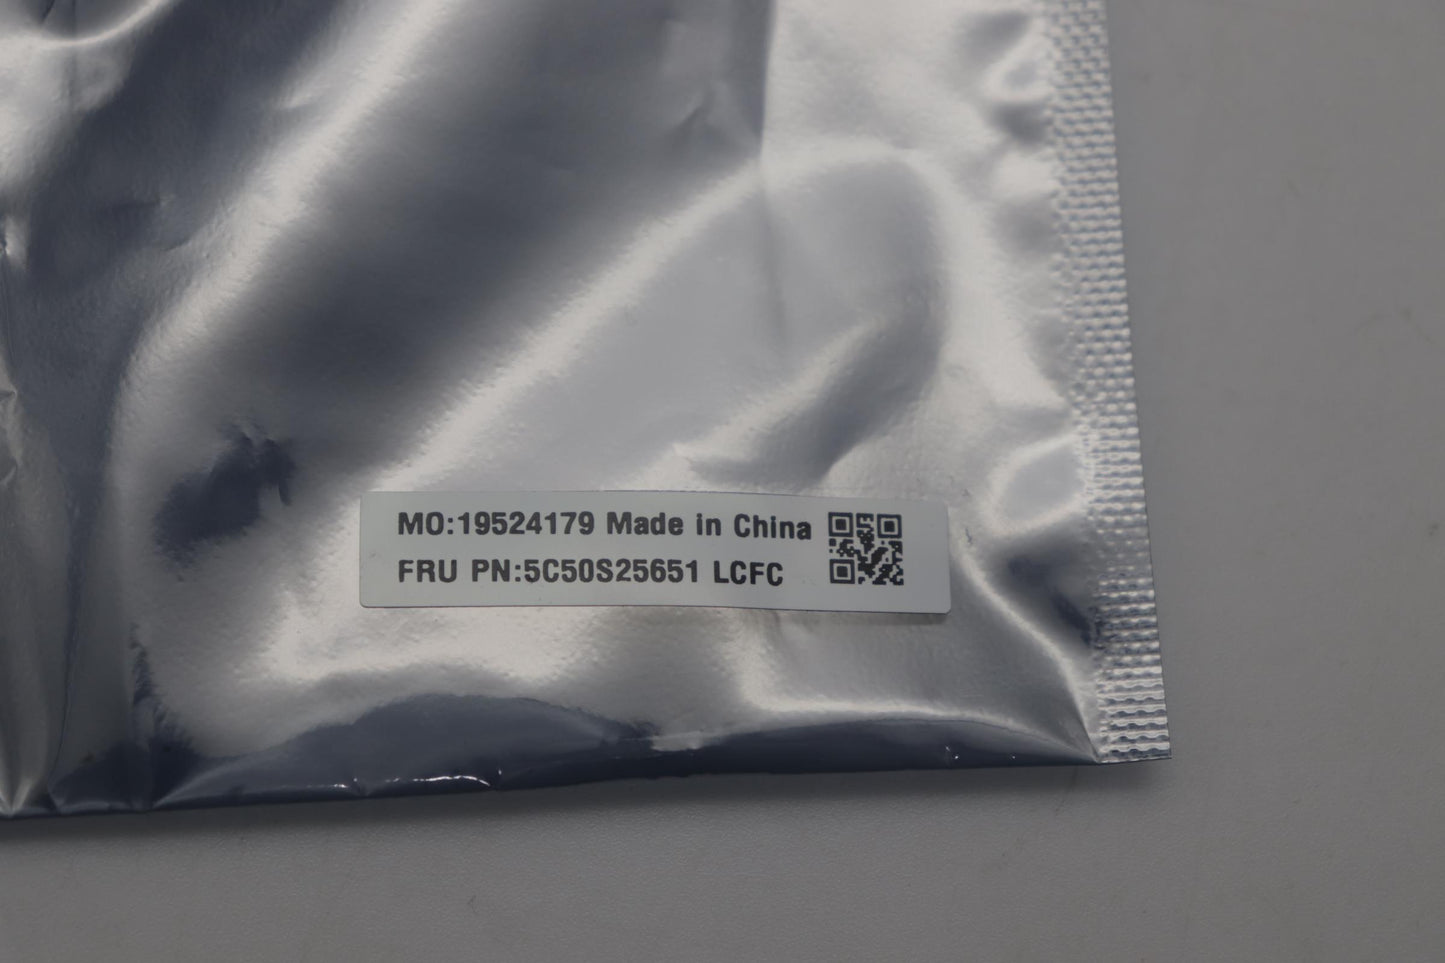 MO:19524179 Made in China
FRU PN:5C50S25651 LCFC